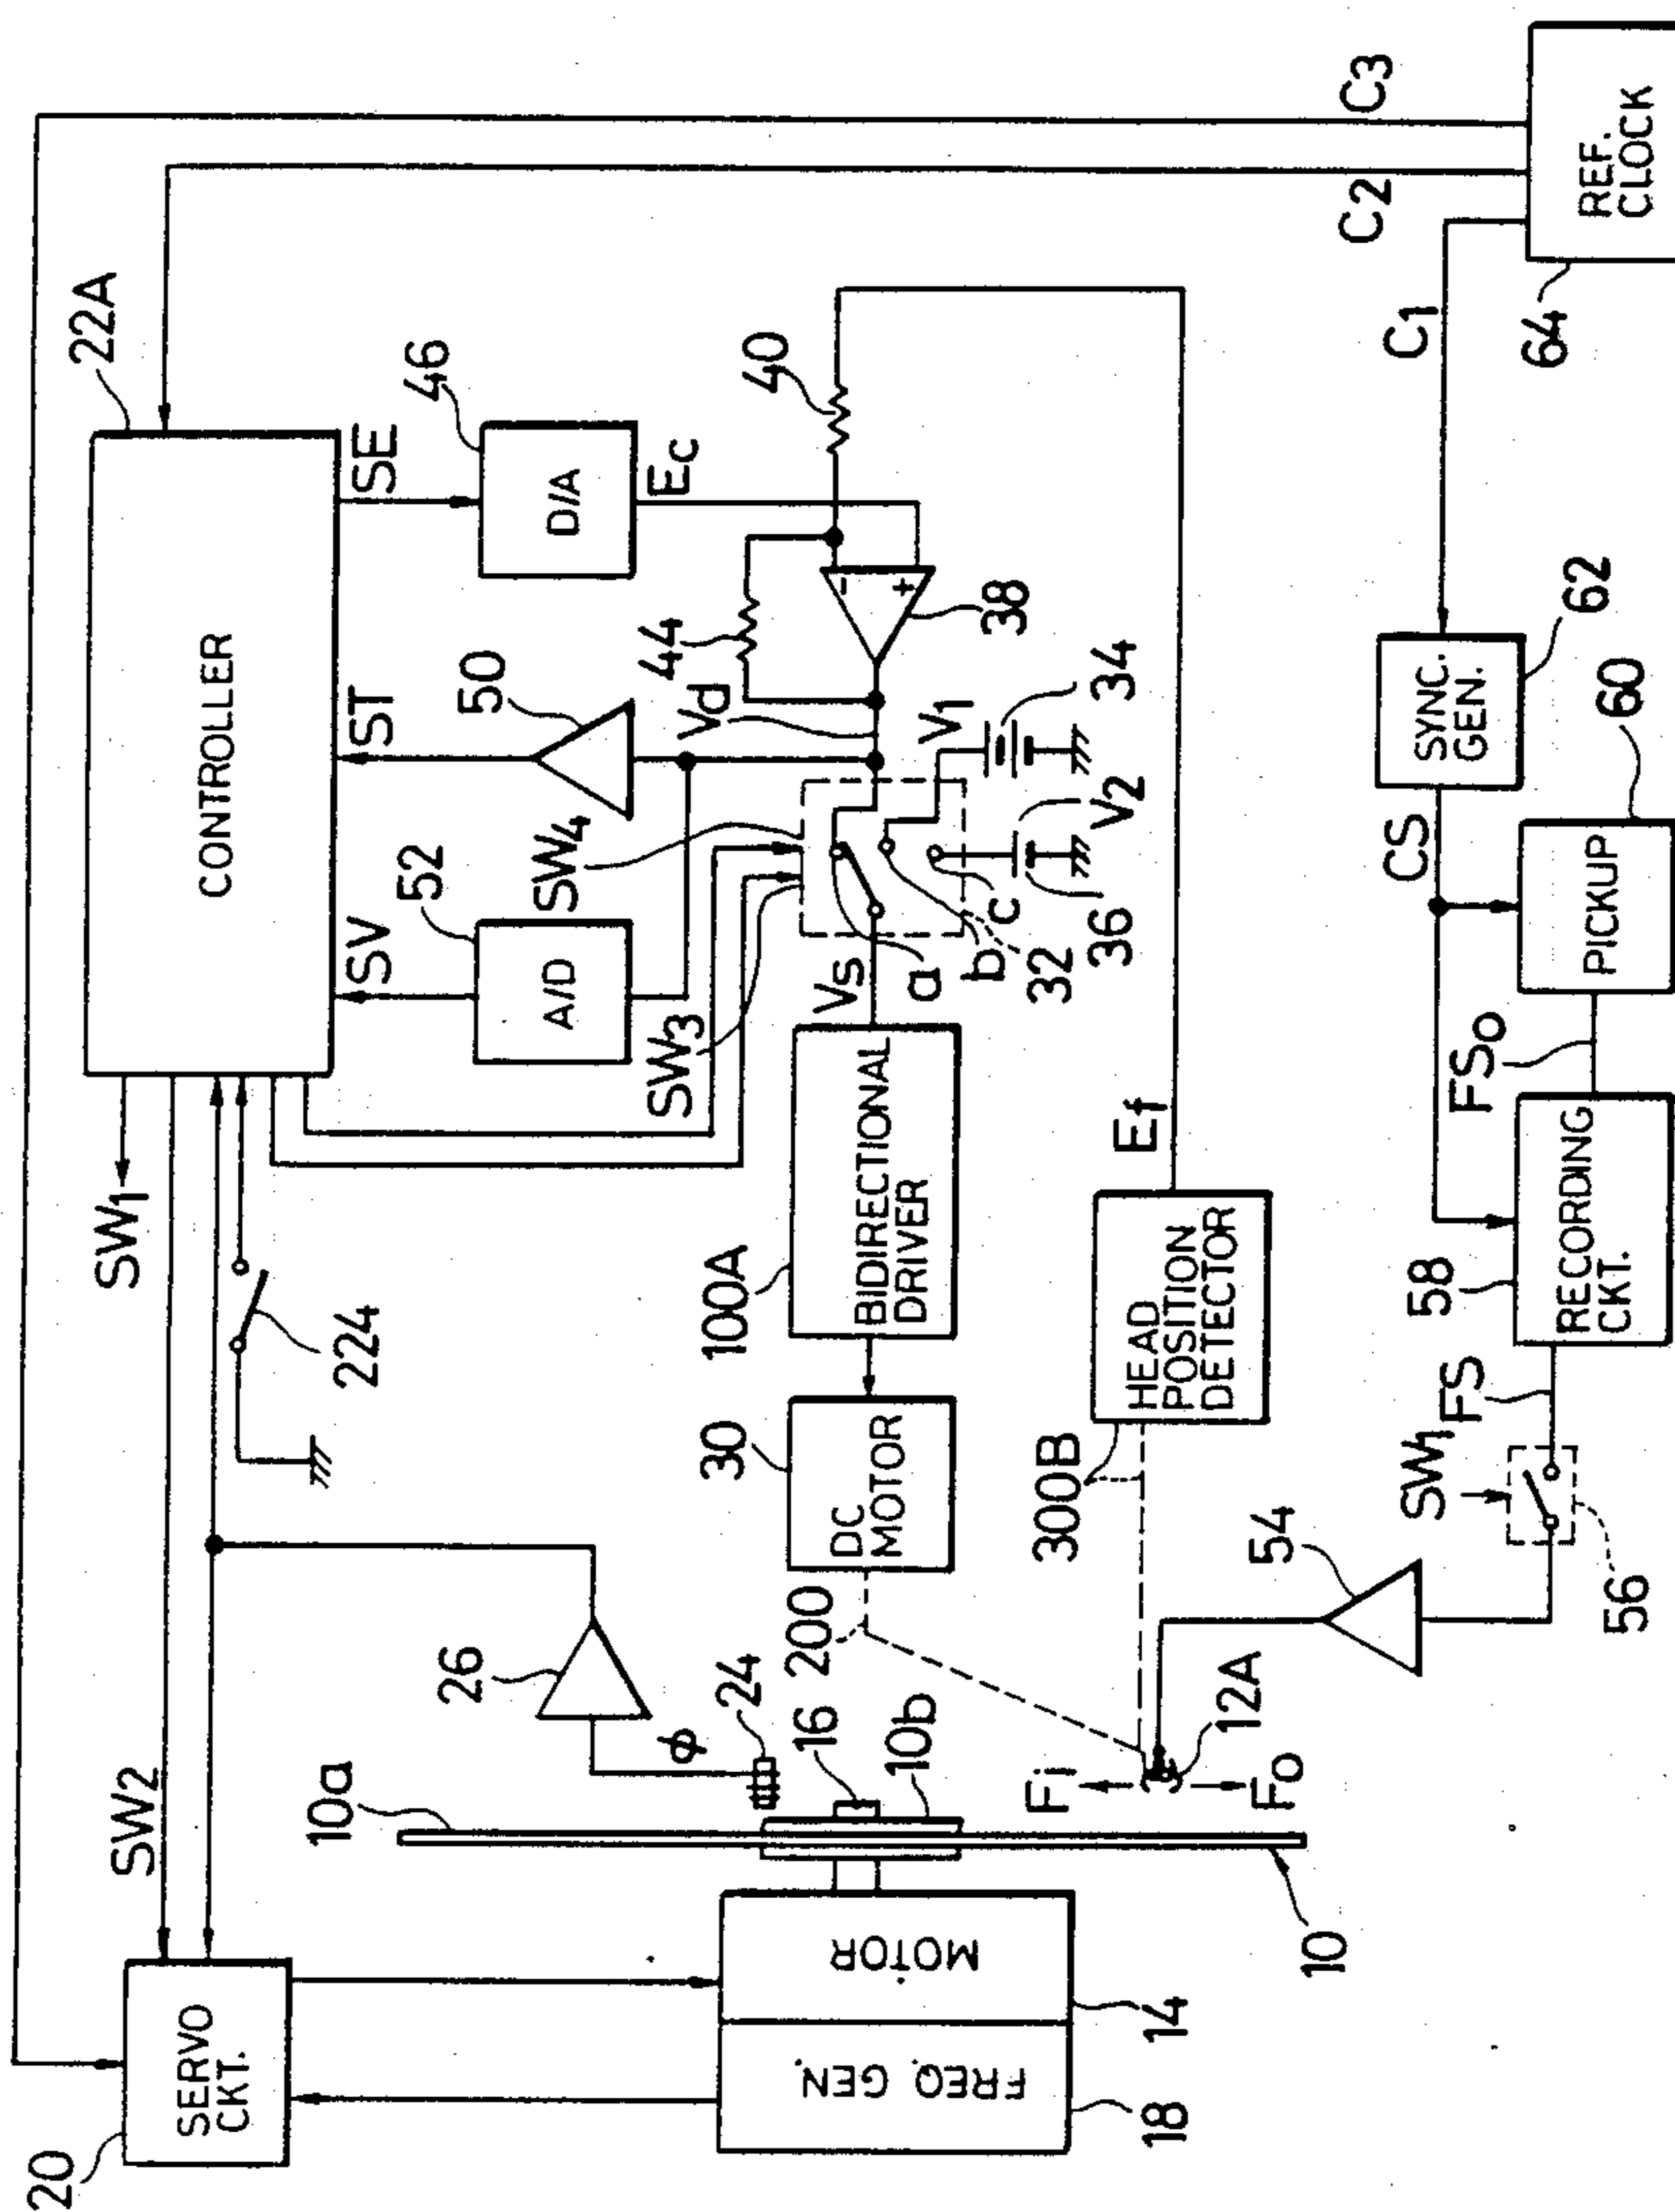 20
SERVO
CKT.
SW2
SW1
22A
CONTROLLER
224
26
ϕ
10a
24
16
10b
FREQ. GEN.
MOTOR
18
14
10
SV
ST
SE
52
A/D
50
46
D/A
Ec
SW3
SW4
Vd
44
40
-
+
38
Vs
a
b
c
32
36
V2
V1
34
200
30
DC
MOTOR
100A
BIDIRECTIONAL
DRIVER
300B
HEAD
POSITION
DETECTOR
Ef
Fi
Fo
12A
54
56
SW1
FS
58
RECORDING
CKT.
FSo
PICKUP
60
CS
SYNC.
GEN.
62
C1
C2
C3
REF.
CLOCK
64